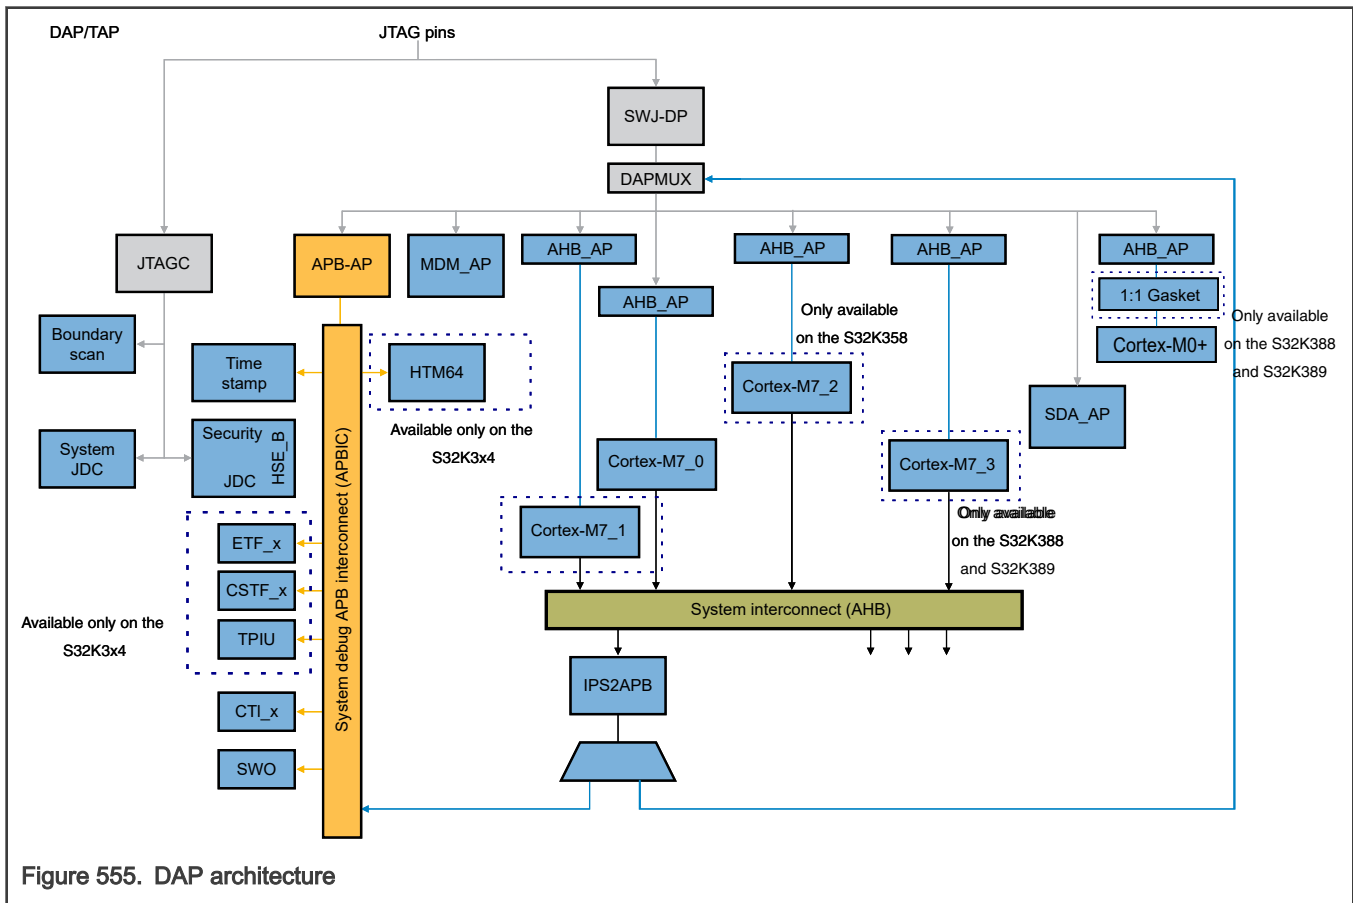 DAP/TAP
JTAG pins
SWJ-DP
DAPMUX
JTAGC
APB-AP
MDM_AP
AHB_AP
AHB_AP
AHB_AP
AHB_AP
AHB_AP
1:1 Gasket
Cortex-M0+
Only available
on the S32K388
and S32K389
Boundary
scan
Time
stamp
HTM64
Available only on the
S32K3x4
Only available
on the S32K358
Cortex-M7_2
SDA_AP
System
JDC
Security
HSE_B
JDC
System debug APB interconnect (APBIC)
Cortex-M7_0
Cortex-M7_3
Only available
on the S32K388
and S32K389
Cortex-M7_1
ETF_x
CSTF_x
TPIU
Available only on the
S32K3x4
System interconnect (AHB)
IPS2APB
CTI_x
SWO
Figure 555. DAP architecture